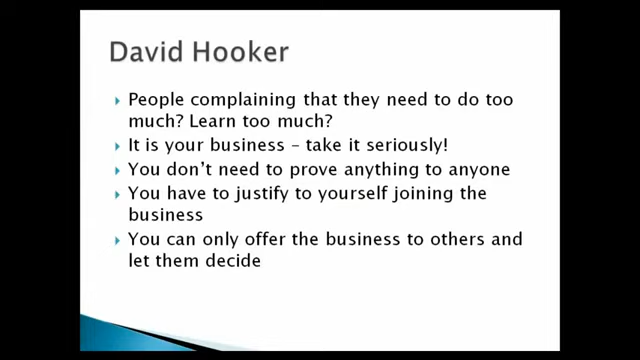 David Hooker
People complaining that they need to do too
much? Learn too much?
It is your business – take it seriously!
You don't need to prove anything to anyone
You have to justify to yourself joining the
business
You can only offer the business to others and
let them decide